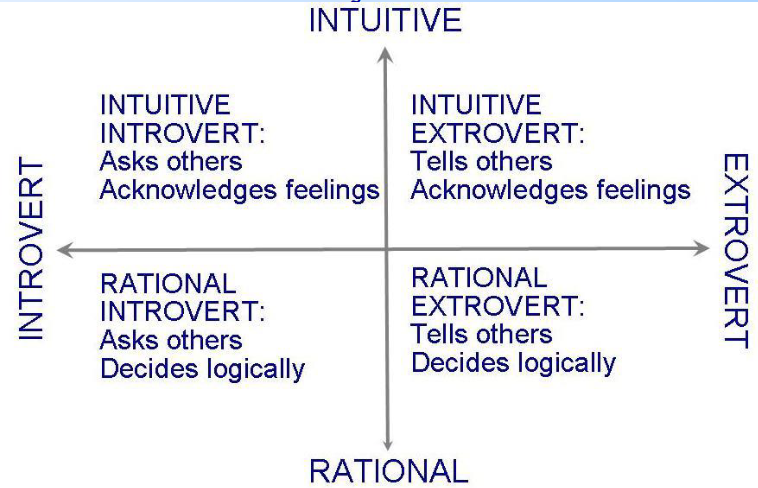 INTUITIVE
INTUITIVE
INTROVERT:
Asks others
Acknowledges feelings
INTUITIVE
EXTROVERT:
Tells others
Acknowledges feelings
INTROVERT
EXTROVERT
RATIONAL
INTROVERT:
Asks others
Decides logically
RATIONAL
EXTROVERT:
Tells others
Decides logically
RATIONAL